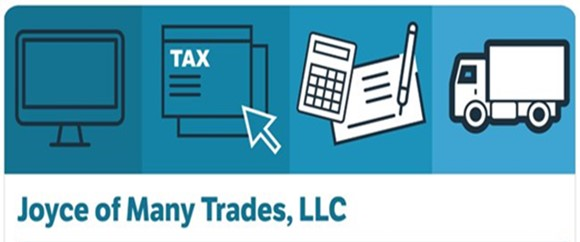 TAX
Joyce of Many Trades, LLC